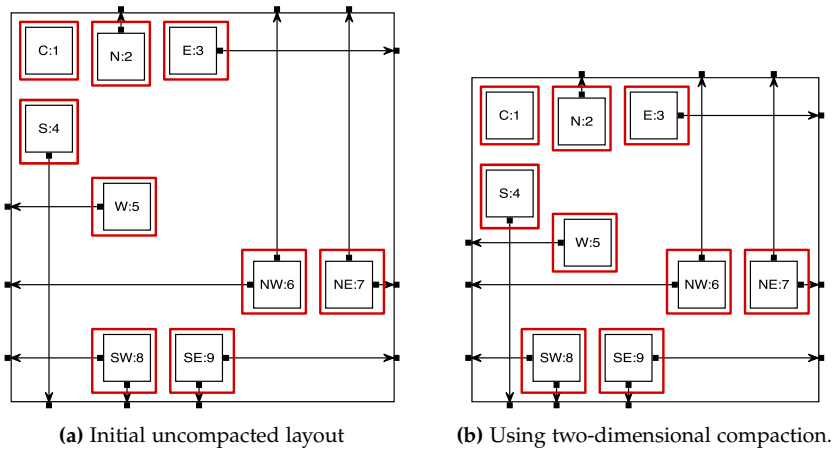 C:1
N:2
E:3
S:4
W:5
NW:6
NE:7
SW:8
SE:9
(a) Initial uncompacted layout
C:1
N:2
E:3
S:4
W:5
NW:6
NE:7
SW:8
SE:9
(b) Using two-dimensional compaction.